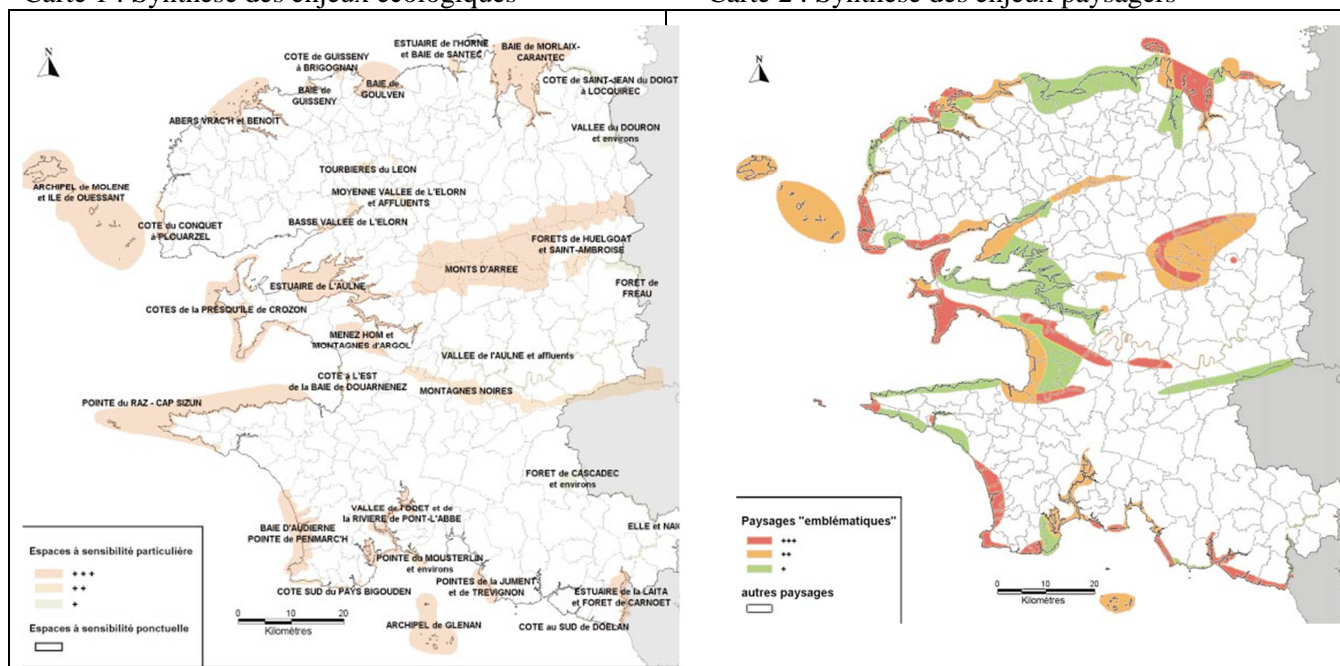 Carte 1 : Synthèse des enjeux écologiques
Carte 2 : Synthèse des enjeux paysagers
N
COTE DE GUISSENY
à BRIGOGNAN
ESTUAIRE de l'HORNE
et BAIE de SANTEC
BAIE de MORLAIX-
CARANTEC
BAIE de
GUISSENY
BAIE de
GOULVEN
COTE DE SAINT-JEAN du DOIGT
à LOCQUIREC
ABERS VRAC'H et BENOIT
VALLEE du DOURON
et environs
TOURBIERES du LEON
ARCHIPEL de MOLENE
et ILE de OUESSANT
MOYENNE VALLEE de L'ELORN
et AFFLUENTS
COTE du CONQUET
à PLOUARZEL
BASSE VALLEE de L'ELORN
FORETS de HUELGOAT
et SAINT-AMBROISE
MONTS D'ARREE
ESTUAIRE de L'AULNE
FORET de
FREAU
COTES de la PRESQU'ILE de CROZON
MENEZ HOM et
MONTAGNES d'ARGOL
VALLEE de l'AULNE et affluents
COTE à L'EST
de la BAIE de DOUARNENEZ
MONTAGNES NOIRES
POINTE du RAZ - CAP SIZUN
FORET de CASCADEC
et environs
VALLEE de l'ODET et de
la RIVIERE de PONT-L'ABBE
BAIE D'AUDIERNE
POINTE de PENMARC'H
ELLE et NAIC
POINTE du MOUSTERLIN
et environs
COTE SUD du PAYS BIGOUDEN
POINTES de la JUMENT
et de TREVIGNON
ESTUAIRE de la LAITA
et FORET de CARNOET
ARCHIPEL de GLENAN
COTE au SUD de DOELAN
Espaces à sensibilité particulière
+++
++
+
Espaces à sensibilité ponctuelle
0 10 20
Kilomètres
N
Paysages "emblématiques"
+++
++
+
autres paysages
0 10 20
Kilomètres